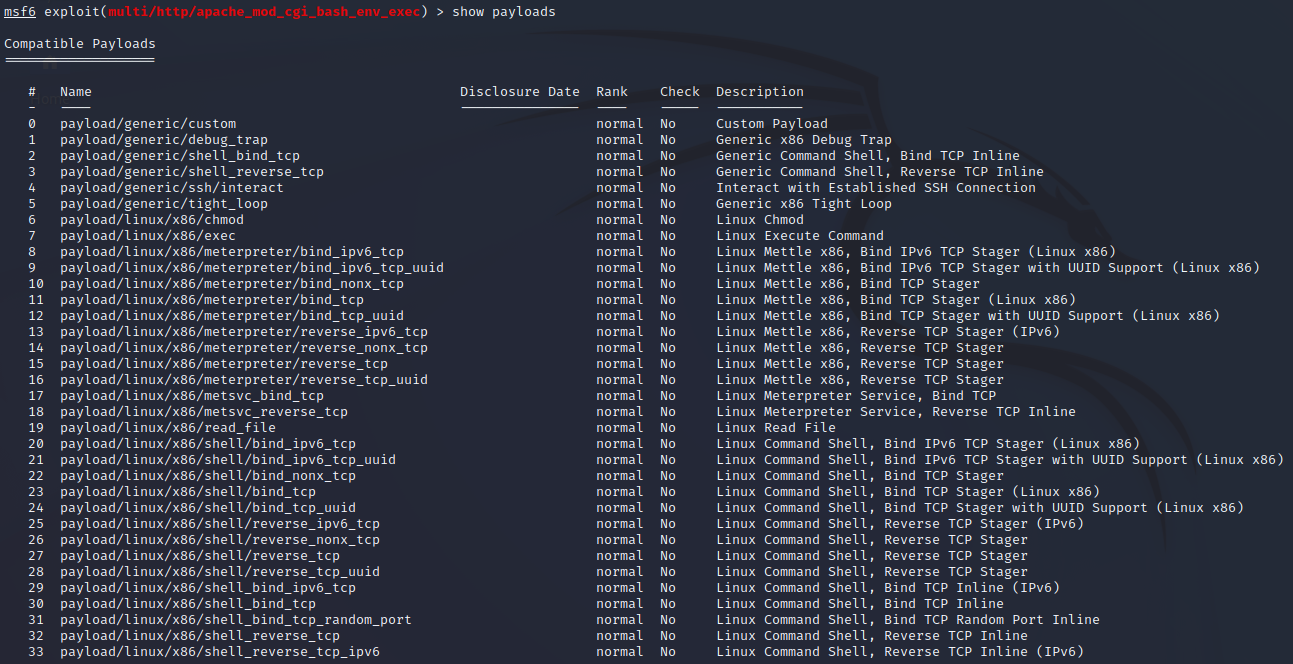 msf6 exploit(multi/http/apache_mod_cgi_bash_env_exec) > show payloads
Compatible Payloads
# Name Disclosure Date Rank Check Description
0 payload/generic/custom normal No Custom Payload
1 payload/generic/debug_trap normal No Generic x86 Debug Trap
2 payload/generic/shell_bind_tcp normal No Generic Command Shell, Bind TCP Inline
3 payload/generic/shell_reverse_tcp normal No Generic Command Shell, Reverse TCP Inline
4 payload/generic/ssh/interact normal No Interact with Established SSH Connection
5 payload/generic/tight_loop normal No Generic x86 Tight Loop
6 payload/linux/x86/chmod normal No Linux Chmod
7 payload/linux/x86/exec normal No Linux Execute Command
8 payload/linux/x86/meterpreter/bind_ipv6_tcp normal No Linux Mettle x86, Bind IPv6 TCP Stager (Linux x86)
9 payload/linux/x86/meterpreter/bind_ipv6_tcp_uuid normal No Linux Mettle x86, Bind IPv6 TCP Stager with UUID Support (Linux x86)
10 payload/linux/x86/meterpreter/bind_nonx_tcp normal No Linux Mettle x86, Bind TCP Stager
11 payload/linux/x86/meterpreter/bind_tcp normal No Linux Mettle x86, Bind TCP Stager (Linux x86)
12 payload/linux/x86/meterpreter/bind_tcp_uuid normal No Linux Mettle x86, Bind TCP Stager with UUID Support (Linux x86)
13 payload/linux/x86/meterpreter/reverse_ipv6_tcp normal No Linux Mettle x86, Reverse TCP Stager (IPv6)
14 payload/linux/x86/meterpreter/reverse_nonx_tcp normal No Linux Mettle x86, Reverse TCP Stager
15 payload/linux/x86/meterpreter/reverse_tcp normal No Linux Mettle x86, Reverse TCP Stager
16 payload/linux/x86/meterpreter/reverse_tcp_uuid normal No Linux Mettle x86, Reverse TCP Stager
17 payload/linux/x86/metsvc_bind_tcp normal No Linux Meterpreter Service, Bind TCP
18 payload/linux/x86/metsvc_reverse_tcp normal No Linux Meterpreter Service, Reverse TCP Inline
19 payload/linux/x86/read_file normal No Linux Read File
20 payload/linux/x86/shell/bind_ipv6_tcp normal No Linux Command Shell, Bind IPv6 TCP Stager (Linux x86)
21 payload/linux/x86/shell/bind_ipv6_tcp_uuid normal No Linux Command Shell, Bind IPv6 TCP Stager with UUID Support (Linux x86)
22 payload/linux/x86/shell/bind_nonx_tcp normal No Linux Command Shell, Bind TCP Stager
23 payload/linux/x86/shell/bind_tcp normal No Linux Command Shell, Bind TCP Stager (Linux x86)
24 payload/linux/x86/shell/bind_tcp_uuid normal No Linux Command Shell, Bind TCP Stager with UUID Support (Linux x86)
25 payload/linux/x86/shell/reverse_ipv6_tcp normal No Linux Command Shell, Reverse TCP Stager (IPv6)
26 payload/linux/x86/shell/reverse_nonx_tcp normal No Linux Command Shell, Reverse TCP Stager
27 payload/linux/x86/shell/reverse_tcp normal No Linux Command Shell, Reverse TCP Stager
28 payload/linux/x86/shell/reverse_tcp_uuid normal No Linux Command Shell, Reverse TCP Stager
29 payload/linux/x86/shell_bind_ipv6_tcp normal No Linux Command Shell, Bind TCP Inline (IPv6)
30 payload/linux/x86/shell_bind_tcp normal No Linux Command Shell, Bind TCP Inline
31 payload/linux/x86/shell_bind_tcp_random_port normal No Linux Command Shell, Bind TCP Random Port Inline
32 payload/linux/x86/shell_reverse_tcp normal No Linux Command Shell, Reverse TCP Inline
33 payload/linux/x86/shell_reverse_tcp_ipv6 normal No Linux Command Shell, Reverse TCP Inline (IPv6)